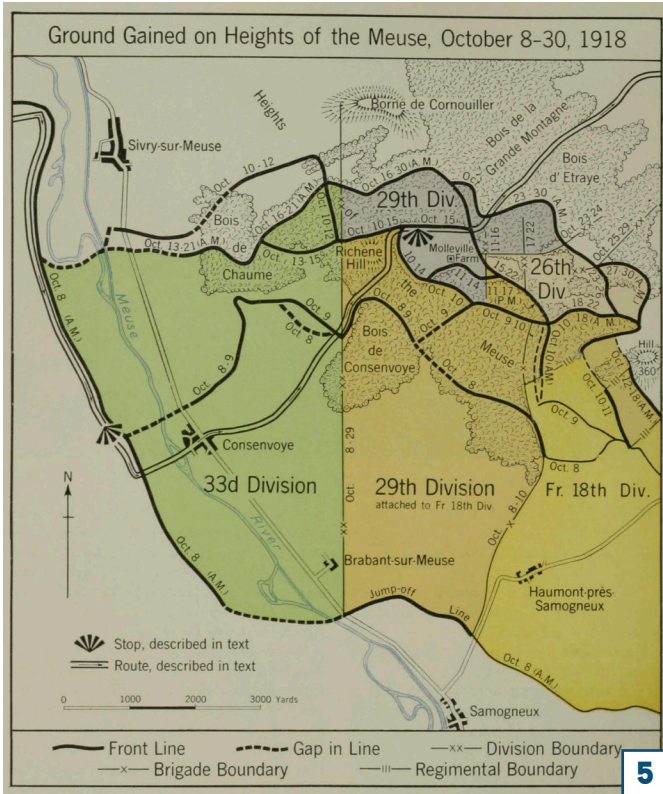 Ground Gained on Heights of the Meuse, October 8–30, 1918
Heights
Borne de Cornouiller
Bois de la
Grande Montagne
Sivry-sur-Meuse
Bois
d'Etraye
Oct. 10-12
Oct. 16-30 (A.M.)
Oct. 16-21 (A.M.)
29th Div.
23-30 (A.M.)
Oct. 23-24
Bois
de
Chaume
of
10-12
Oct. 10-15
Oct. 15
11-16
17-22
Oct. 25-29
Oct. 13-21 (A.M.)
Oct. 13-15
Richene
Hill
Molleville
Farm
26th
Div.
27-30 (A.M.)
Oct. 8 (A.M.)
Meuse
the
10-14
11-14
16-22
11-17
(P.M.)
18-22
Oct. 10
Oct. 9
Oct. 8
Oct. 8-9
Oct. 9
Oct. 9-10
10-18 (A.M.)
Oct. 8-9
Bois
de
Consenvoye
Meuse
Oct. 8
Oct. 10 (A.M.)
Hill
360
Oct. 10-11
Oct. 12-18 (A.M.)
Oct. 9
Consenvoye
Oct. 8
33d Division
29th Division
attached to Fr 18th Div.
Fr. 18th Div.
N
Oct. 8-29
Oct. 8-10
River
Oct. 8 (A.M.)
Brabant-sur-Meuse
Jump-off Line
Haumont-près-
Samogneux
Oct. 8 (A.M.)
Stop, described in text
Route, described in text
0 1000 2000 3000 Yards
Samogneux
Front Line Gap in Line —xx— Division Boundary
—x— Brigade Boundary —III— Regimental Boundary
5